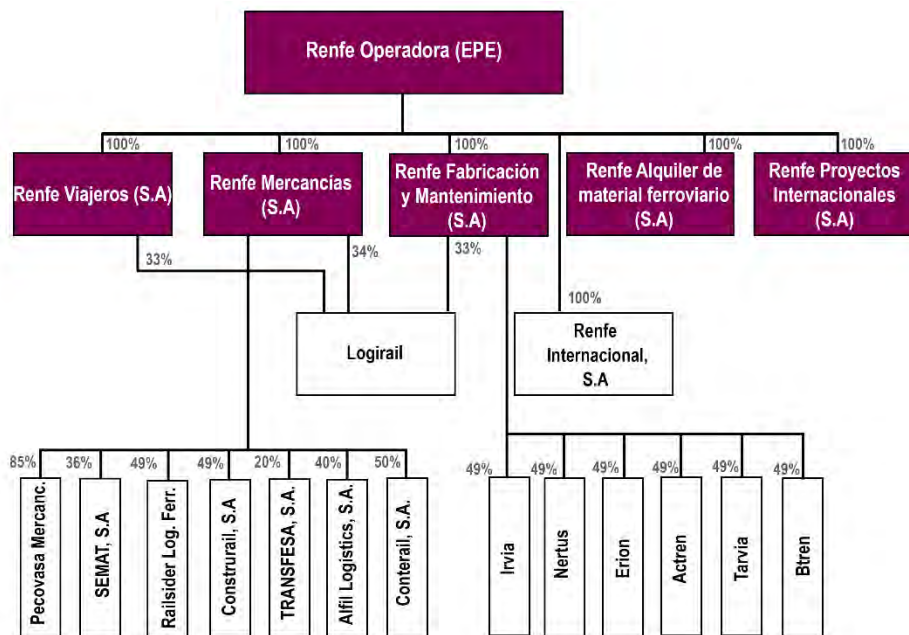 Renfe Operadora (EPE)
100%
100%
100%
100%
100%
Renfe Viajeros (S.A)
Renfe Mercancías
(S.A)
Renfe Fabricación
y Mantenimiento
(S.A)
Renfe Alquiler de
material ferroviario
(S.A)
Renfe Proyectos
Internacionales
(S.A)
33%
34%
33%
100%
Logirail
Renfe
Internacional,
S.A
85%
36%
49%
49%
20%
40%
50%
49%
49%
49%
49%
49%
49%
Pecovasa Mercanc.
SEMAT, S.A
Railsider Log. Ferr.
Construrail, S.A
TRANSFESA, S.A.
Alfil Logistics, S.A.
Conterail, S.A.
Irvia
Nertus
Erion
Actren
Tarvia
Btren